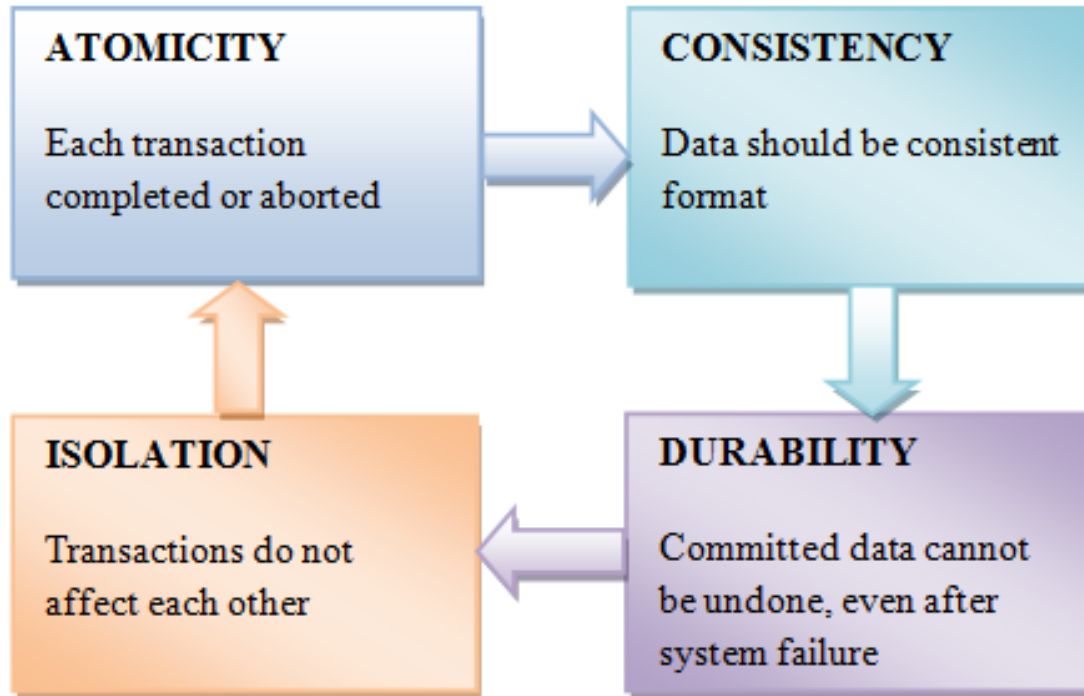 ATOMICITY
Each transaction
completed or aborted
CONSISTENCY
Data should be consistent
format
ISOLATION
Transactions do not
affect each other
DURABILITY
Committed data cannot
be undone, even after
system failure